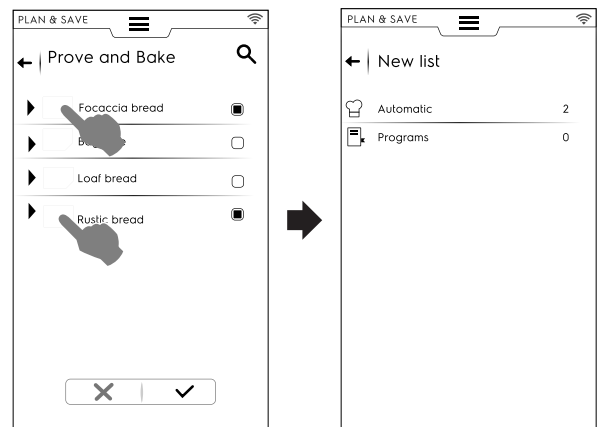 PLAN & SAVE
Prove and Bake
Focaccia bread
Loaf bread
Rustic bread
PLAN & SAVE
New list
Automatic 2
Programs 0